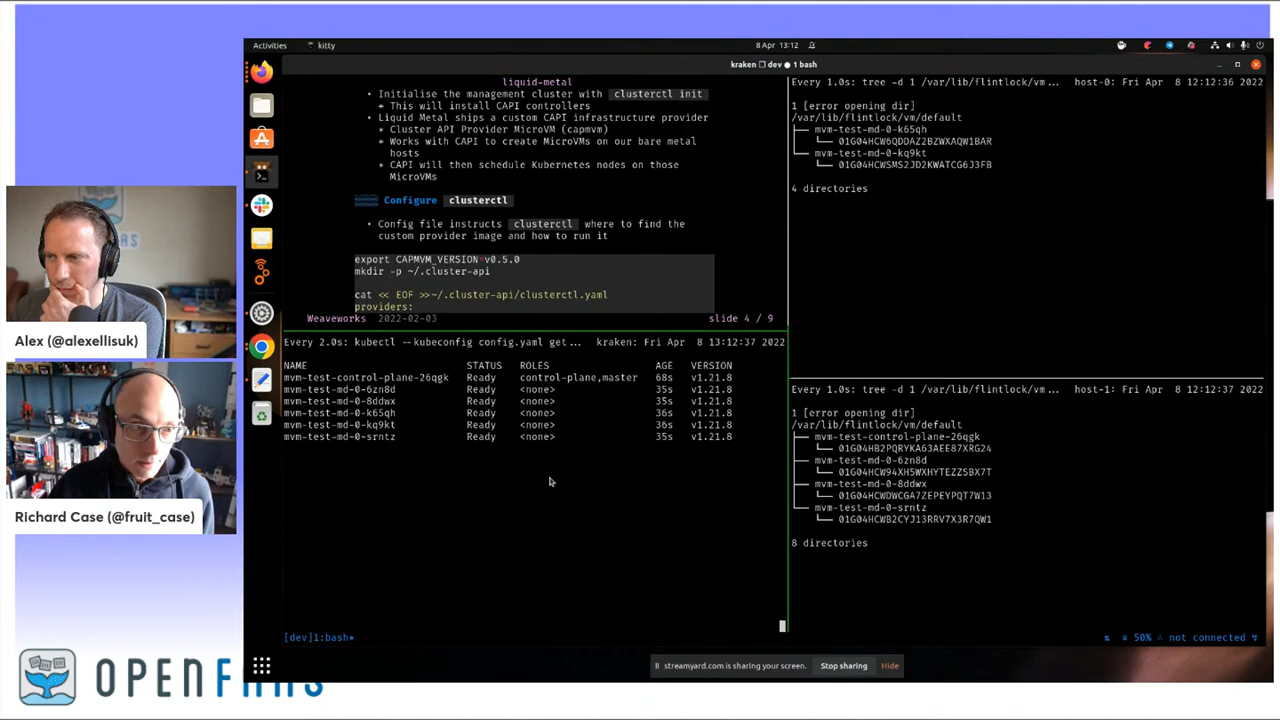 Activities
kitty
8 Apr 13:12
kraken ❐ dev ● 1 bash
liquid-metal
• Initialise the management cluster with clusterctl init
* This will install CAPI controllers
• Liquid Metal ships a custom CAPI infrastructure provider
* Cluster API Provider MicroVM (capmvm)
* Works with CAPI to create MicroVMs on our bare metal
hosts
* CAPI will then schedule Kubernetes nodes on those
MicroVMs
Configure clusterctl
• Config file instructs clusterctl where to find the
custom provider image and how to run it
export CAPMVM_VERSION=v0.5.0
mkdir -p ~/.cluster-api
cat << EOF >>~/.cluster-api/clusterctl.yaml
providers:
Weaveworks 2022-02-03 slide 4 / 9
Every 2.0s: kubectl --kubeconfig config.yaml get... kraken: Fri Apr 8 13:12:37 2022
NAME STATUS ROLES AGE VERSION
mvm-test-control-plane-26qgk Ready control-plane,master 68s v1.21.8
mvm-test-md-0-6zn8d Ready <none> 35s v1.21.8
mvm-test-md-0-8ddwx Ready <none> 35s v1.21.8
mvm-test-md-0-k65qh Ready <none> 36s v1.21.8
mvm-test-md-0-kq9kt Ready <none> 36s v1.21.8
mvm-test-md-0-srntz Ready <none> 35s v1.21.8
[dev]1:bash*
Every 1.0s: tree -d 1 /var/lib/flintlock/vm... host-0: Fri Apr 8 12:12:36 2022
1 [error opening dir]
/var/lib/flintlock/vm/default
├── mvm-test-md-0-k65qh
│   └── 01G04HCW6QDDAZ2BZWXAQW1BAR
└── mvm-test-md-0-kq9kt
    └── 01G04HCWSMS2JD2KWATCG6J3FB
4 directories
Every 1.0s: tree -d 1 /var/lib/flintlock/vm... host-1: Fri Apr 8 12:12:37 2022
1 [error opening dir]
/var/lib/flintlock/vm/default
├── mvm-test-control-plane-26qgk
│   └── 01G04HB2PQRYKA63AEE87XRG24
├── mvm-test-md-0-6zn8d
│   └── 01G04HCW94XH5WXHYTEZZSBX7T
├── mvm-test-md-0-8ddwx
│   └── 01G04HCWDWCGA7ZEPEYPQT7W13
└── mvm-test-md-0-srntz
    └── 01G04HCWB2CYJ13RRV7X3R7QW1
8 directories
50% not connected
streamyard.com is sharing your screen. Stop sharing Hide
Alex (@alexellisuk)
Richard Case (@fruit_case)